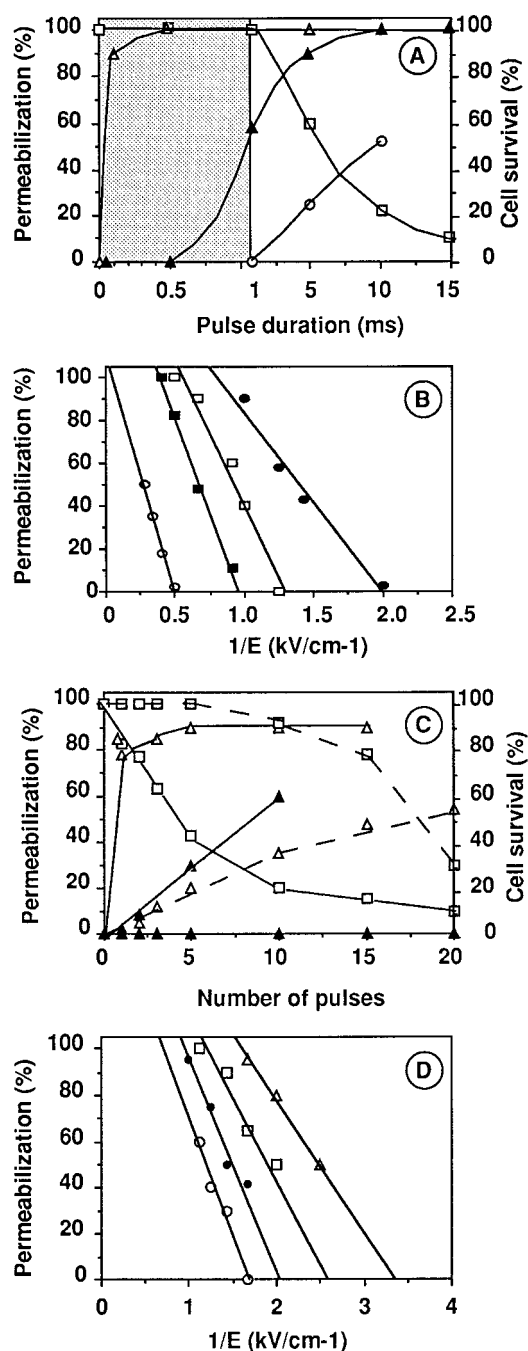 A
Permeabilization (%)
Cell survival (%)
100
80
60
40
20
0
100
80
60
40
20
0
0 0.5 1 5 10 15
Pulse duration (ms)
B
Permeabilization (%)
100
80
60
40
20
0
0 0.5 1.0 1.5 2.0 2.5
1/E (kV/cm-1)
C
Permeabilization (%)
Cell survival (%)
100
80
60
40
20
0
100
80
60
40
20
0
0 5 10 15 20
Number of pulses
D
Permeabilization (%)
100
80
60
40
20
0
0 1 2 3 4
1/E (kV/cm-1)